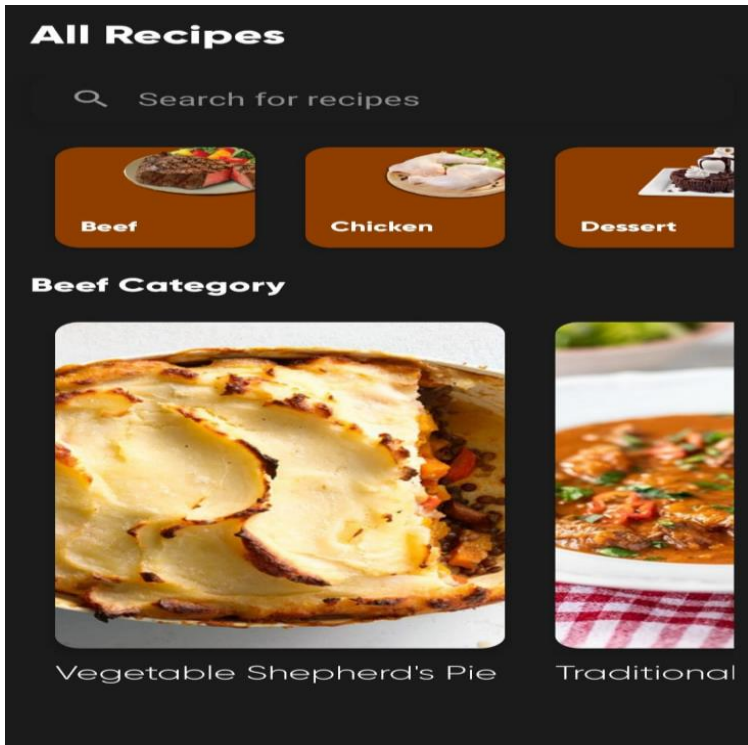 All Recipes
Search for recipes
Beef Chicken Dessert
Beef Category
Vegetable Shepherd's Pie Traditional